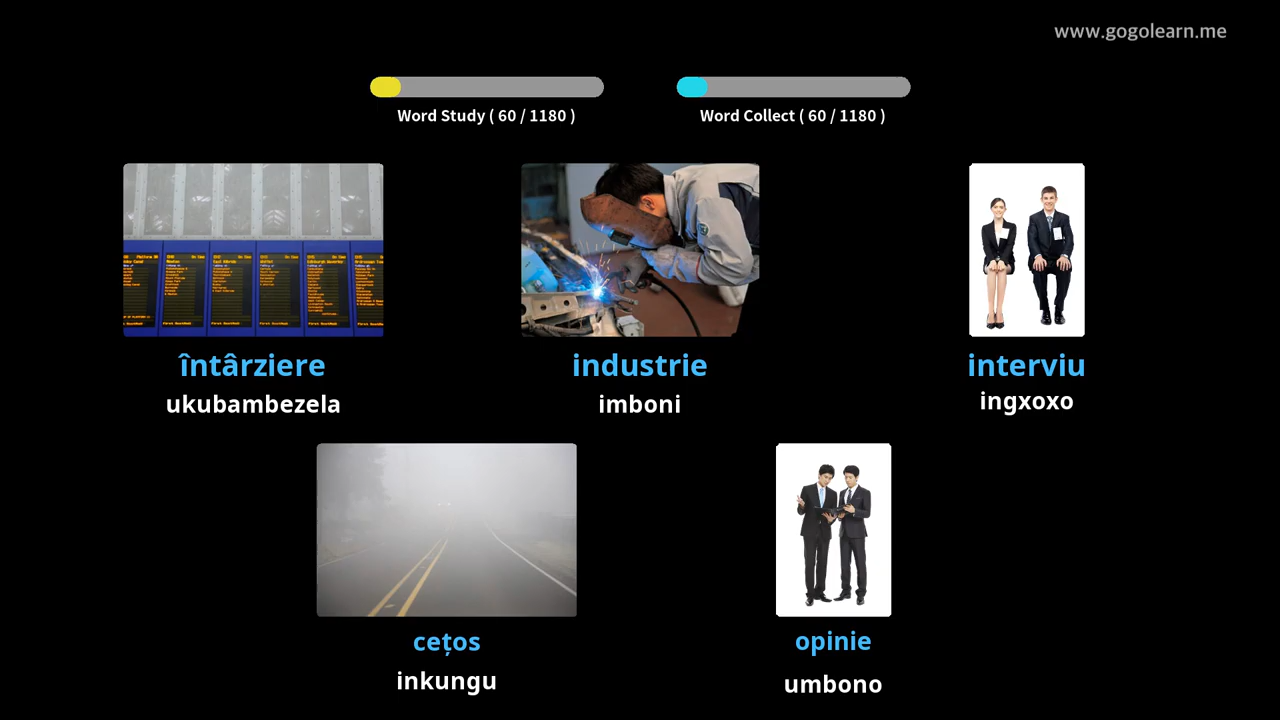 www.gogolearn.me
Word Study ( 60 / 1180 )
Word Collect ( 60 / 1180 )
întârziere
industrie
interviu
ukubambezela
imboni
ingxoxo
cețos
opinie
inkungu
umbono